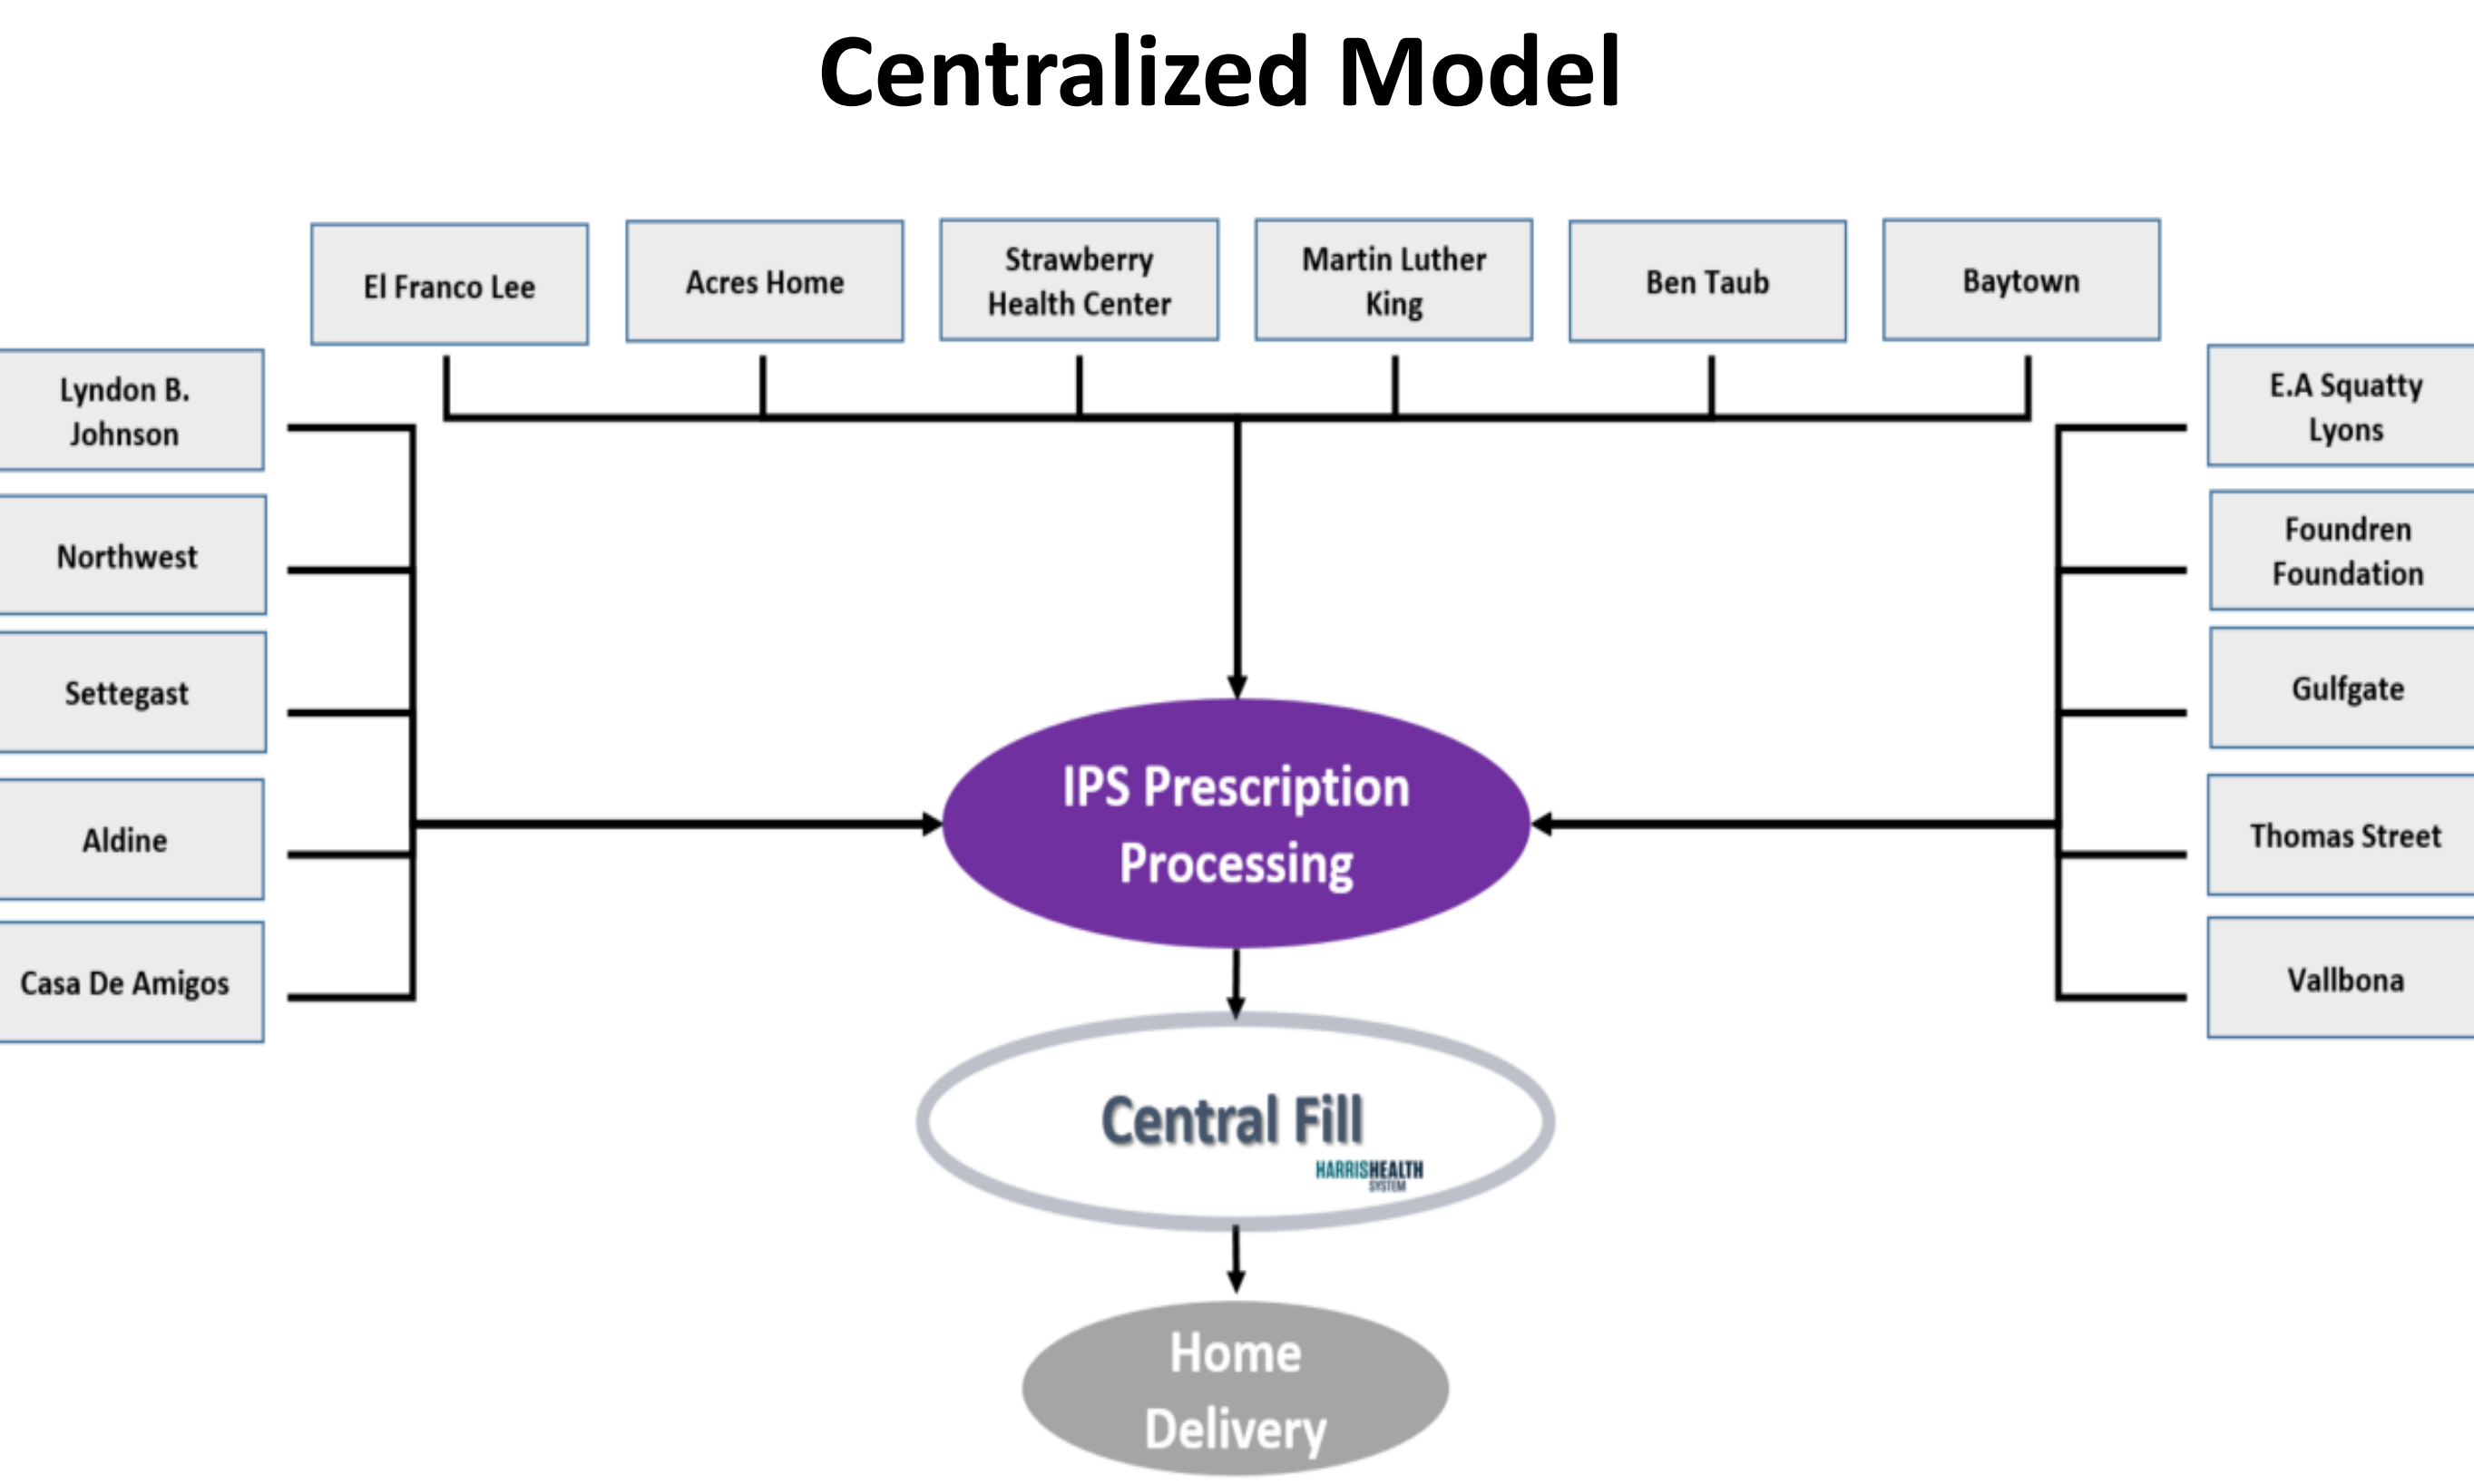 Centralized Model
El Franco Lee
Acres Home
Strawberry
Health Center
Martin Luther
King
Ben Taub
Baytown
Lyndon B.
Johnson
Northwest
Settegast
Aldine
Casa De Amigos
E.A Squatty
Lyons
Foundren
Foundation
Gulfgate
Thomas Street
Vallbona
IPS Prescription
Processing
Central Fill
HARRISHEALTH
SYSTEM
Home
Delivery